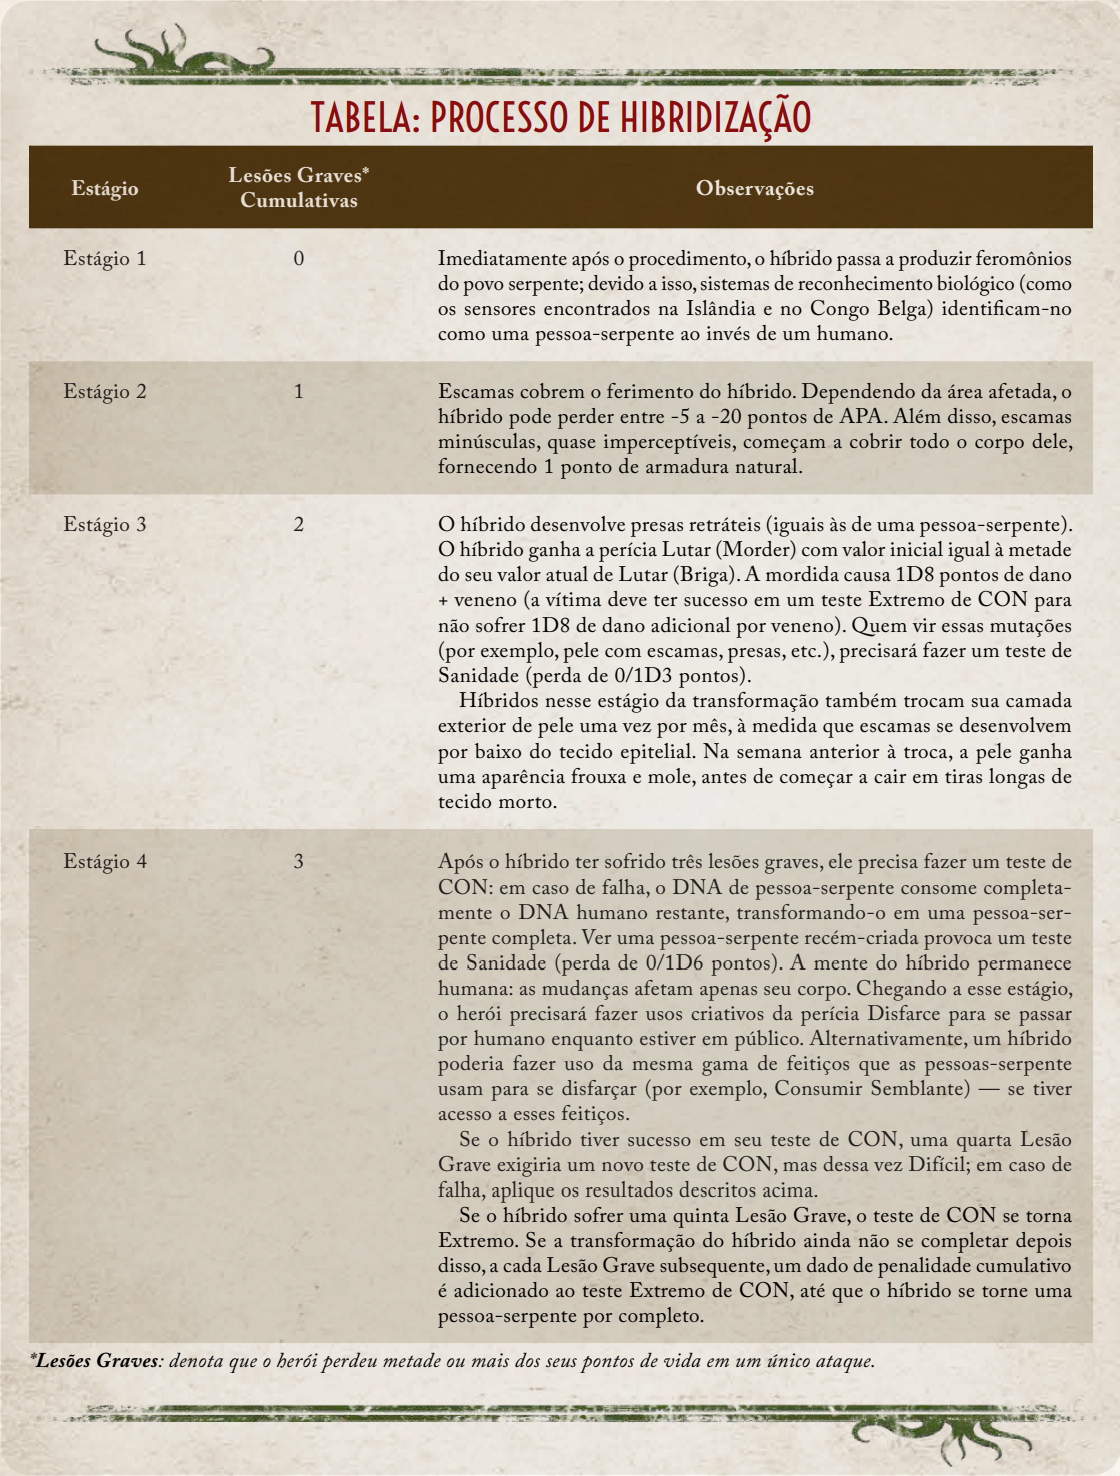 TABELA: PROCESSO DE HIBRIDIZAÇÃO
Estágio
Lesões Graves*
Cumulativas
Observações
Estágio 1
0
Imediatamente após o procedimento, o híbrido passa a produzir feromônios
do povo serpente; devido a isso, sistemas de reconhecimento biológico (como
os sensores encontrados na Islândia e no Congo Belga) identificam-no
como uma pessoa-serpente ao invés de um humano.
Estágio 2
1
Escamas cobrem o ferimento do híbrido. Dependendo da área afetada, o
híbrido pode perder entre -5 a -20 pontos de APA. Além disso, escamas
minúsculas, quase imperceptíveis, começam a cobrir todo o corpo dele,
fornecendo 1 ponto de armadura natural.
Estágio 3
2
O híbrido desenvolve presas retráteis (iguais às de uma pessoa-serpente).
O híbrido ganha a perícia Lutar (Morder) com valor inicial igual à metade
do seu valor atual de Lutar (Briga). A mordida causa 1D8 pontos de dano
+ veneno (a vítima deve ter sucesso em um teste Extremo de CON para
não sofrer 1D8 de dano adicional por veneno). Quem vir essas mutações
(por exemplo, pele com escamas, presas, etc.), precisará fazer um teste de
Sanidade (perda de 0/1D3 pontos).
Híbridos nesse estágio da transformação também trocam sua camada
exterior de pele uma vez por mês, à medida que escamas se desenvolvem
por baixo do tecido epitelial. Na semana anterior à troca, a pele ganha
uma aparência frouxa e mole, antes de começar a cair em tiras longas de
tecido morto.
Estágio 4
3
Após o híbrido ter sofrido três lesões graves, ele precisa fazer um teste de
CON: em caso de falha, o DNA de pessoa-serpente consome completa-
mente o DNA humano restante, transformando-o em uma pessoa-ser-
pente completa. Ver uma pessoa-serpente recém-criada provoca um teste
de Sanidade (perda de 0/1D6 pontos). A mente do híbrido permanece
humana: as mudanças afetam apenas seu corpo. Chegando a esse estágio,
o herói precisará fazer usos criativos da perícia Disfarce para se passar
por humano enquanto estiver em público. Alternativamente, um híbrido
poderia fazer uso da mesma gama de feitiços que as pessoas-serpente
usam para se disfarçar (por exemplo, Consumir Semblante) — se tiver
acesso a esses feitiços.
Se o híbrido tiver sucesso em seu teste de CON, uma quarta Lesão
Grave exigiria um novo teste de CON, mas dessa vez Difícil; em caso de
falha, aplique os resultados descritos acima.
Se o híbrido sofrer uma quinta Lesão Grave, o teste de CON se torna
Extremo. Se a transformação do híbrido ainda não se completar depois
disso, a cada Lesão Grave subsequente, um dado de penalidade cumulativo
é adicionado ao teste Extremo de CON, até que o híbrido se torne uma
pessoa-serpente por completo.
*Lesões Graves: denota que o herói perdeu metade ou mais dos seus pontos de vida em um único ataque.